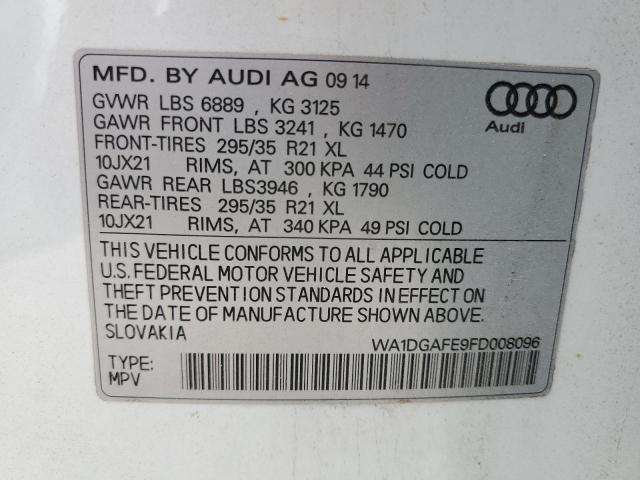 MFD. BY AUDI AG 09 14
GVWR LBS 6889 , KG 3125
GAWR FRONT LBS 3241 , KG 1470
FRONT-TIRES 295/35 R21 XL
10JX21 RIMS, AT 300 KPA 44 PSI COLD
GAWR REAR LBS3946 , KG 1790
REAR-TIRES 295/35 R21 XL
10JX21 RIMS, AT 340 KPA 49 PSI COLD
Audi
THIS VEHICLE CONFORMS TO ALL APPLICABLE
U.S. FEDERAL MOTOR VEHICLE SAFETY AND
THEFT PREVENTION STANDARDS IN EFFECT ON
THE DATE OF MANUFACTURE SHOWN ABOVE.
SLOVAKIA
WA1DGAFE9FD008096
TYPE:
MPV